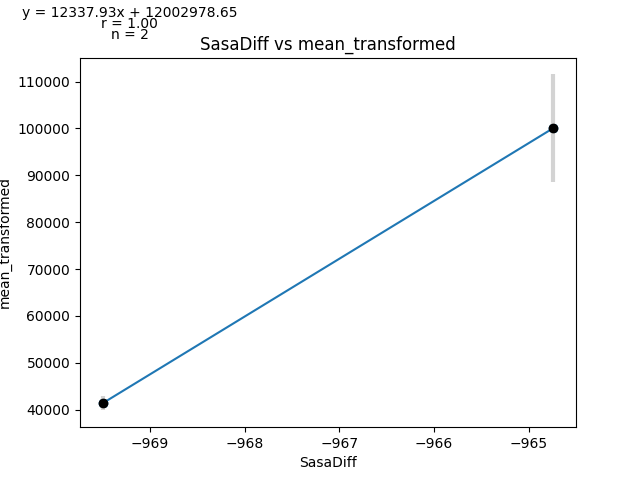 y = 12337.93x + 12002978.65
r = 1.00
n = 2
SasaDiff vs mean_transformed
110000
100000
90000
80000
70000
60000
50000
40000
mean_transformed
−969
−968
−967
−966
−965
SasaDiff